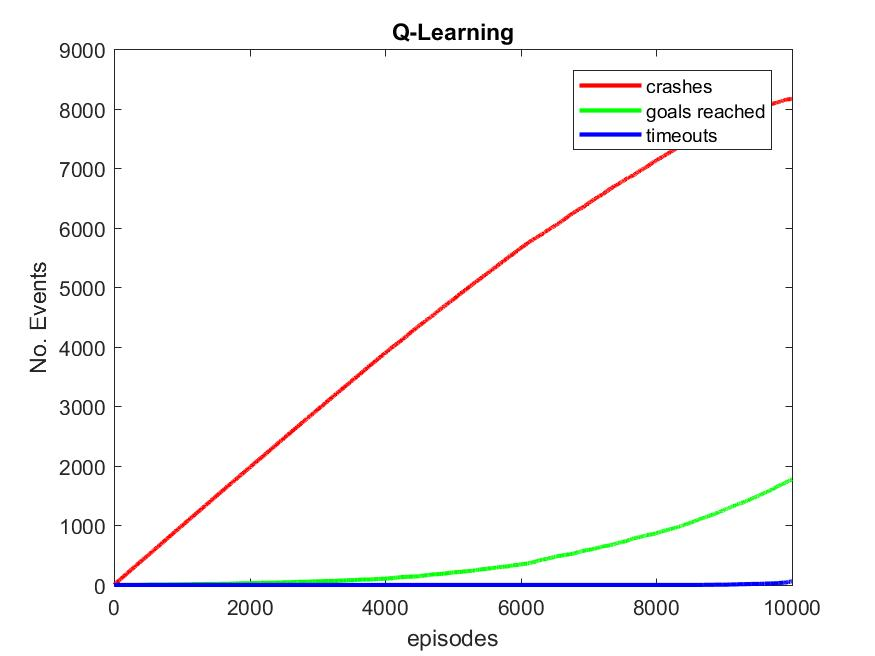 Q-Learning
9000
8000
7000
6000
5000
4000
3000
2000
1000
0
No. Events
crashes
goals reached
timeouts
0 2000 4000 6000 8000 10000
episodes